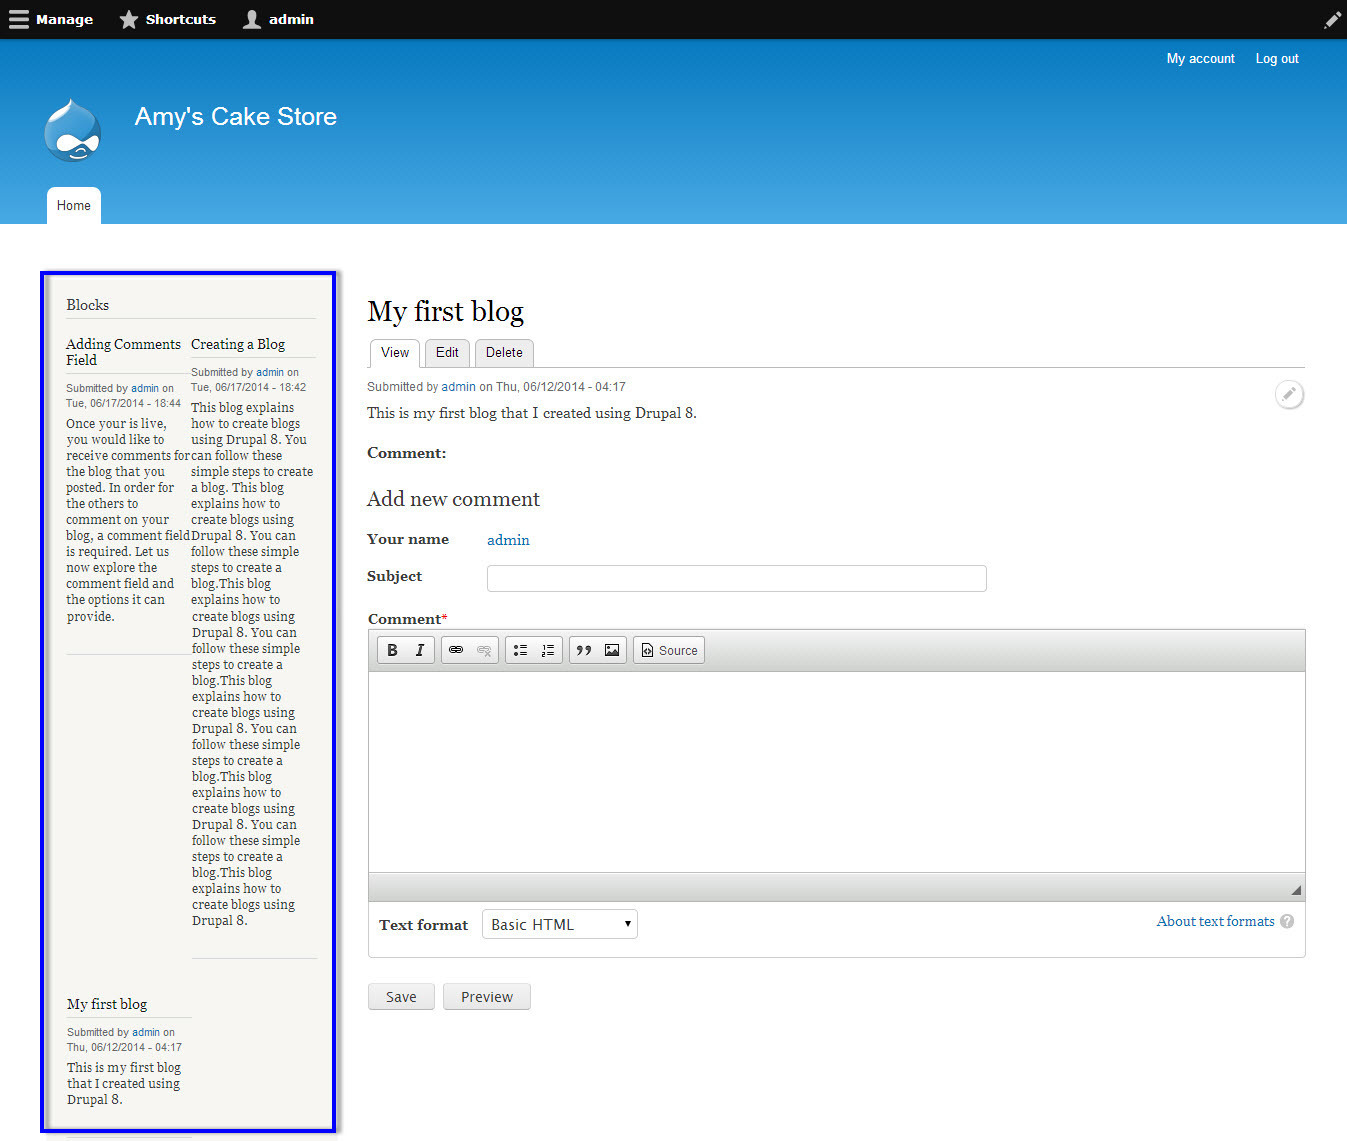 Manage
Shortcuts
admin
My account
Log out
Amy's Cake Store
Home
Blocks
Adding Comments
Field
Submitted by admin on
Tue, 06/17/2014 - 18:44
Once your is live,
you would like to
receive comments for
the blog that you
posted. In order for
the others to
comment on your
blog, a comment field
is required. Let us
now explore the
comment field and
the options it can
provide.
Creating a Blog
Submitted by admin on
Tue, 06/17/2014 - 18:42
This blog explains
how to create blogs
using Drupal 8. You
can follow these
simple steps to create
a blog. This blog
explains how to
create blogs using
Drupal 8. You can
follow these simple
steps to create a
blog.This blog
explains how to
create blogs using
Drupal 8. You can
follow these simple
steps to create a
blog.This blog
explains how to
create blogs using
Drupal 8. You can
follow these simple
steps to create a
blog.This blog
explains how to
create blogs using
Drupal 8. You can
follow these simple
steps to create a
blog.This blog
explains how to
create blogs using
Drupal 8.
My first blog
Submitted by admin on
Thu, 06/12/2014 - 04:17
This is my first blog
that I created using
Drupal 8.
My first blog
View
Edit
Delete
Submitted by admin on Thu, 06/12/2014 - 04:17
This is my first blog that I created using Drupal 8.
Comment:
Add new comment
Your name admin
Subject
Comment*
B I Source
Text format Basic HTML
About text formats ?
Save
Preview